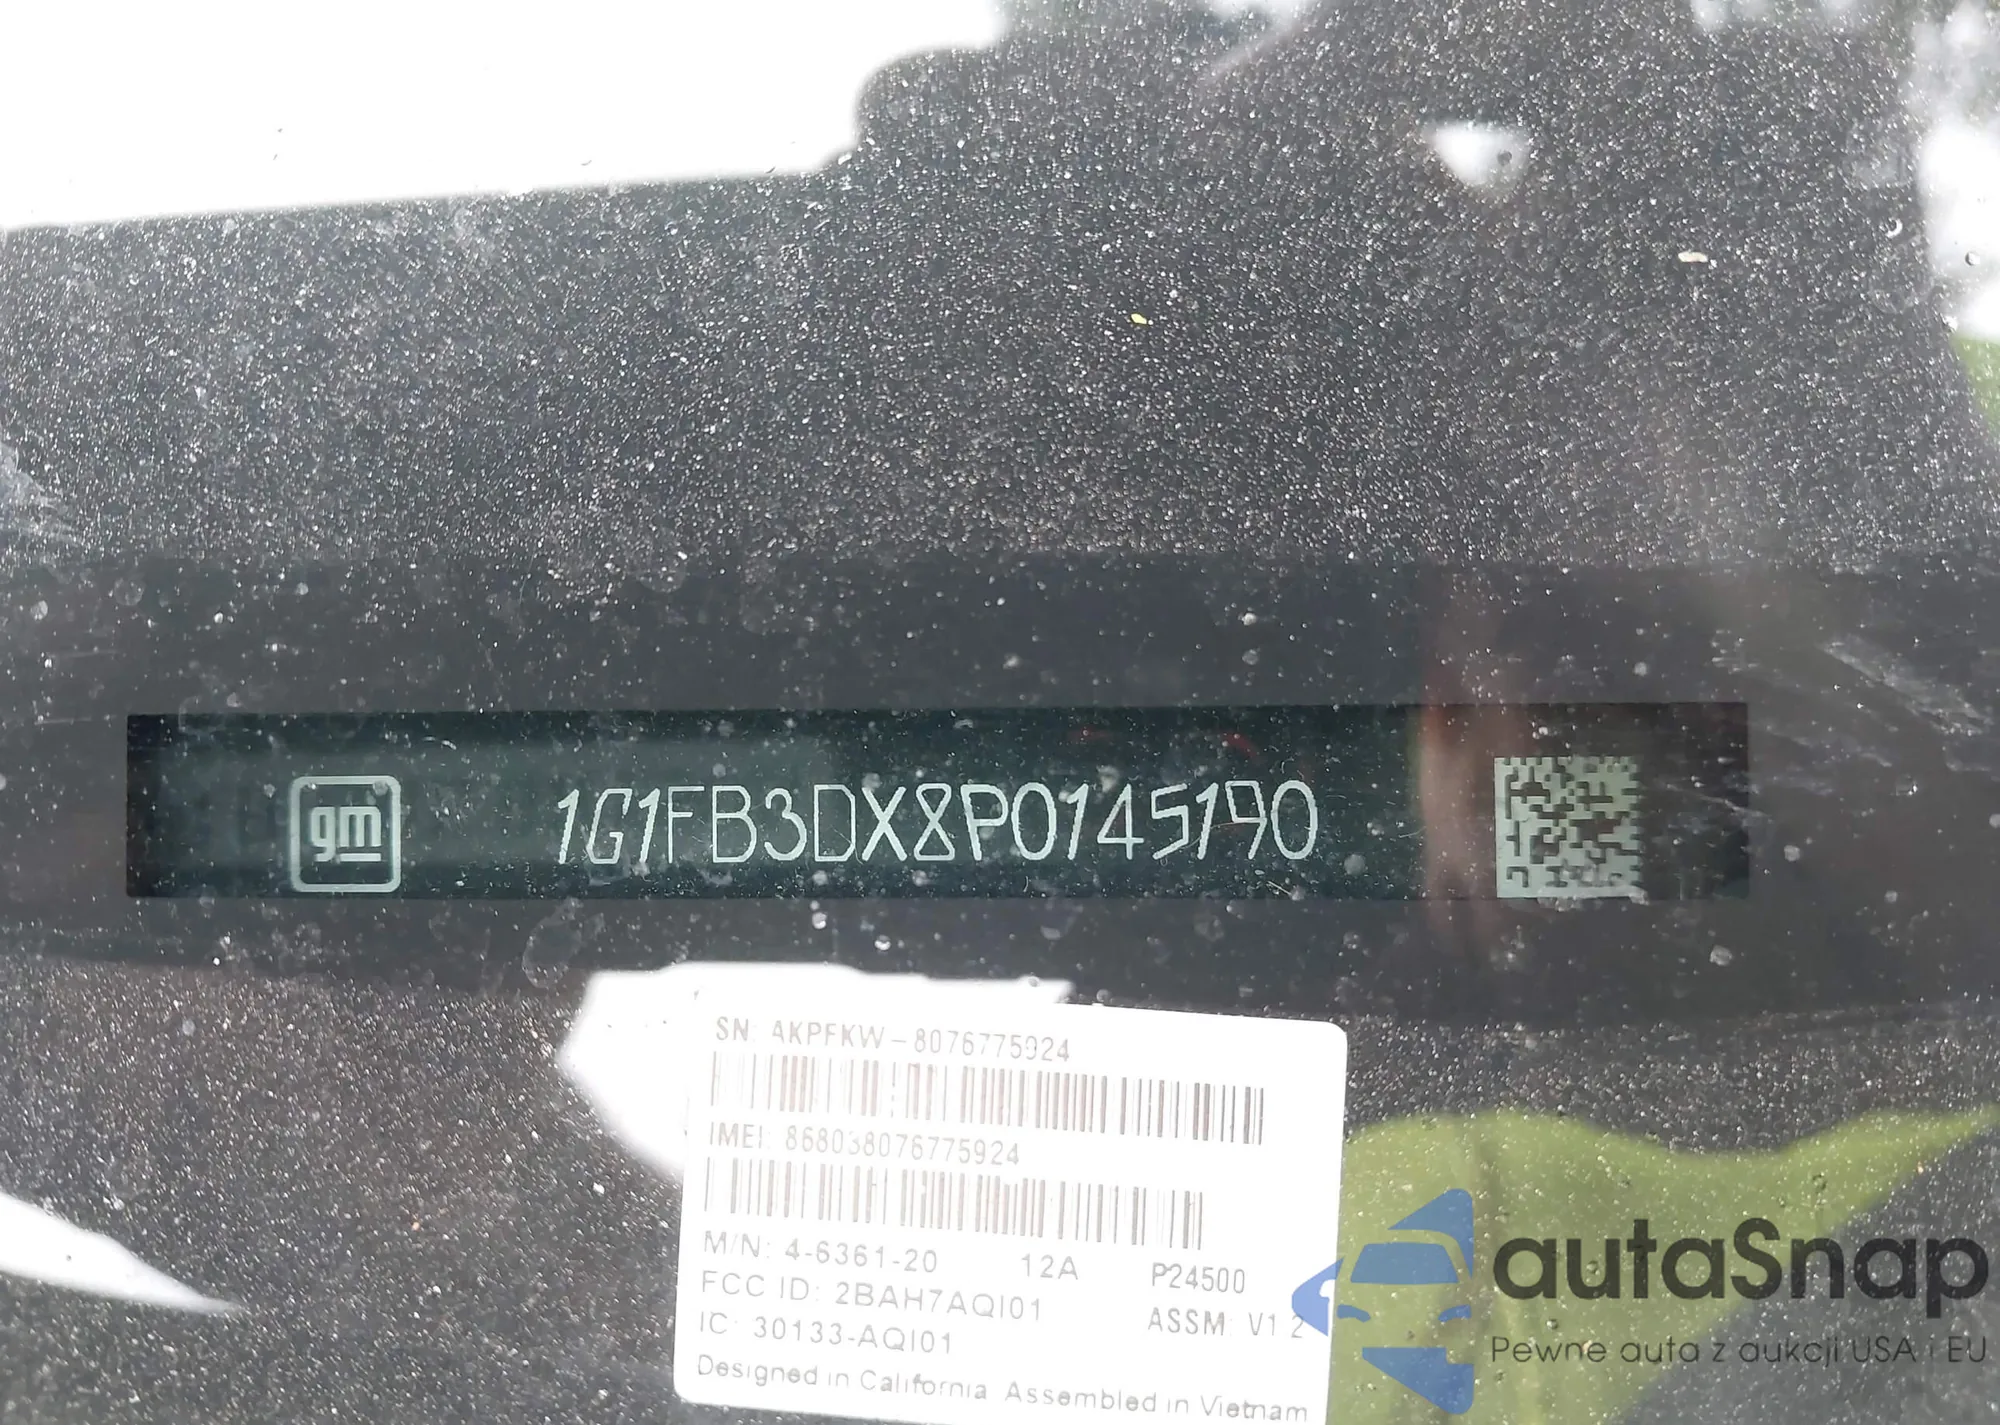 gm 1G1FB3DX8P0145190
SN: AKPFKW-8076775924
IMEI: 868038076775924
M/N: 4-6361-20 12A P24500
FCC ID: 2BAH7AQI01
IC: 30133-AQI01 ASSM V1.2
Designed in California Assembled in Vietnam
autaSnap
Pewne auta z aukcji USA i EU